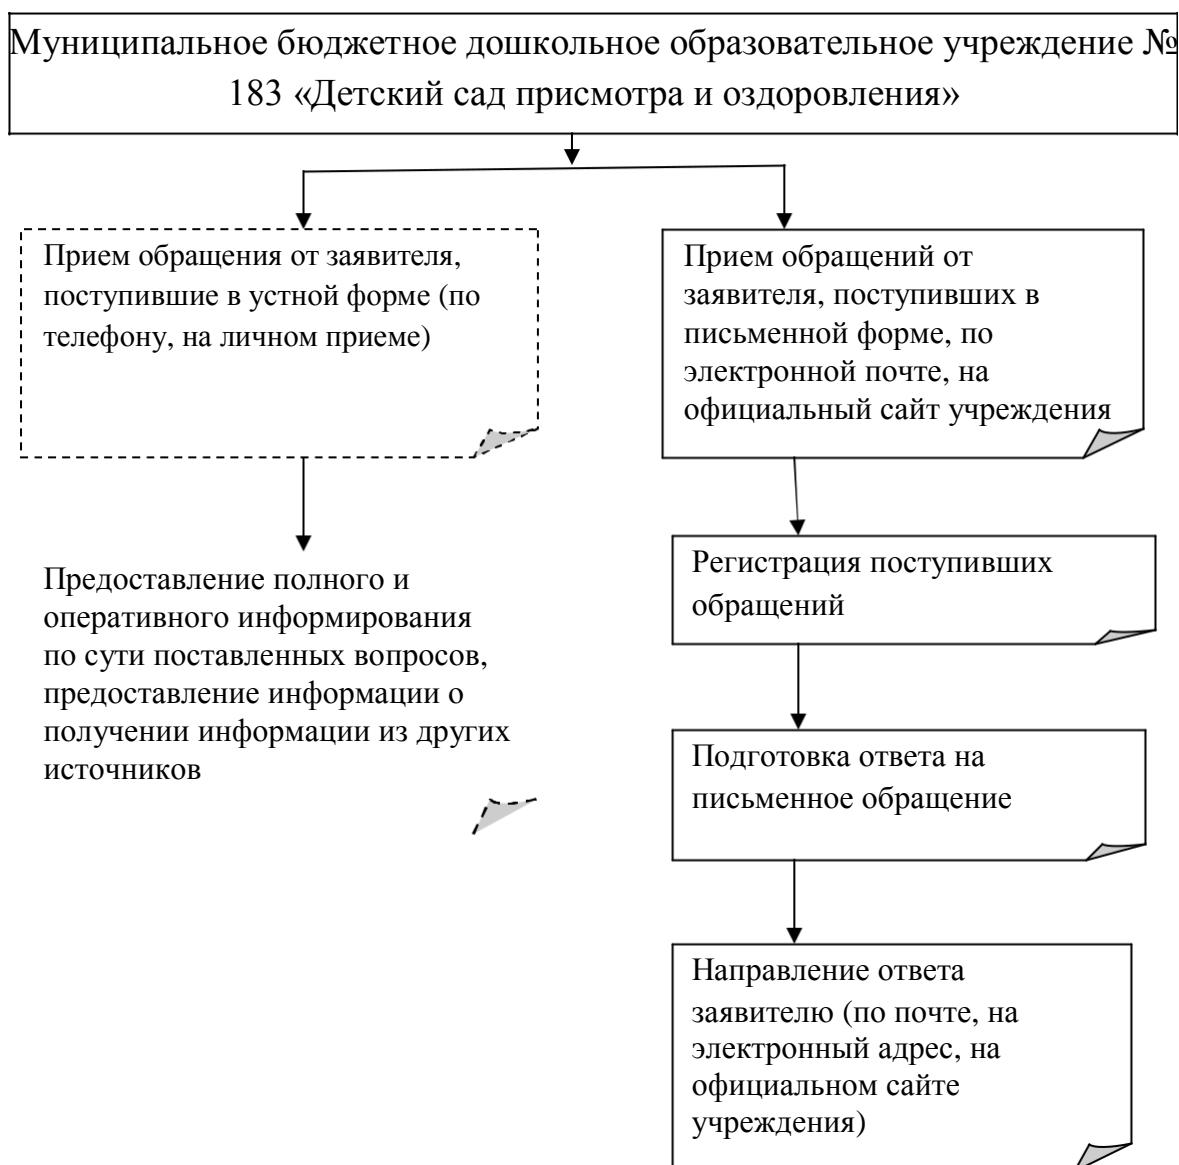 Муниципальное бюджетное дошкольное образовательное учреждение №
183 «Детский сад присмотра и оздоровления»
Прием обращения от заявителя,
поступившие в устной форме (по
телефону, на личном приеме)
Предоставление полного и
оперативного информирования
по сути поставленных вопросов,
предоставление информации о
получении информации из других
источников
Прием обращений от
заявителя, поступивших в
письменной форме, по
электронной почте, на
официальный сайт учреждения
Регистрация поступивших
обращений
Подготовка ответа на
письменное обращение
Направление ответа
заявителю (по почте, на
электронный адрес, на
официальном сайте
учреждения)